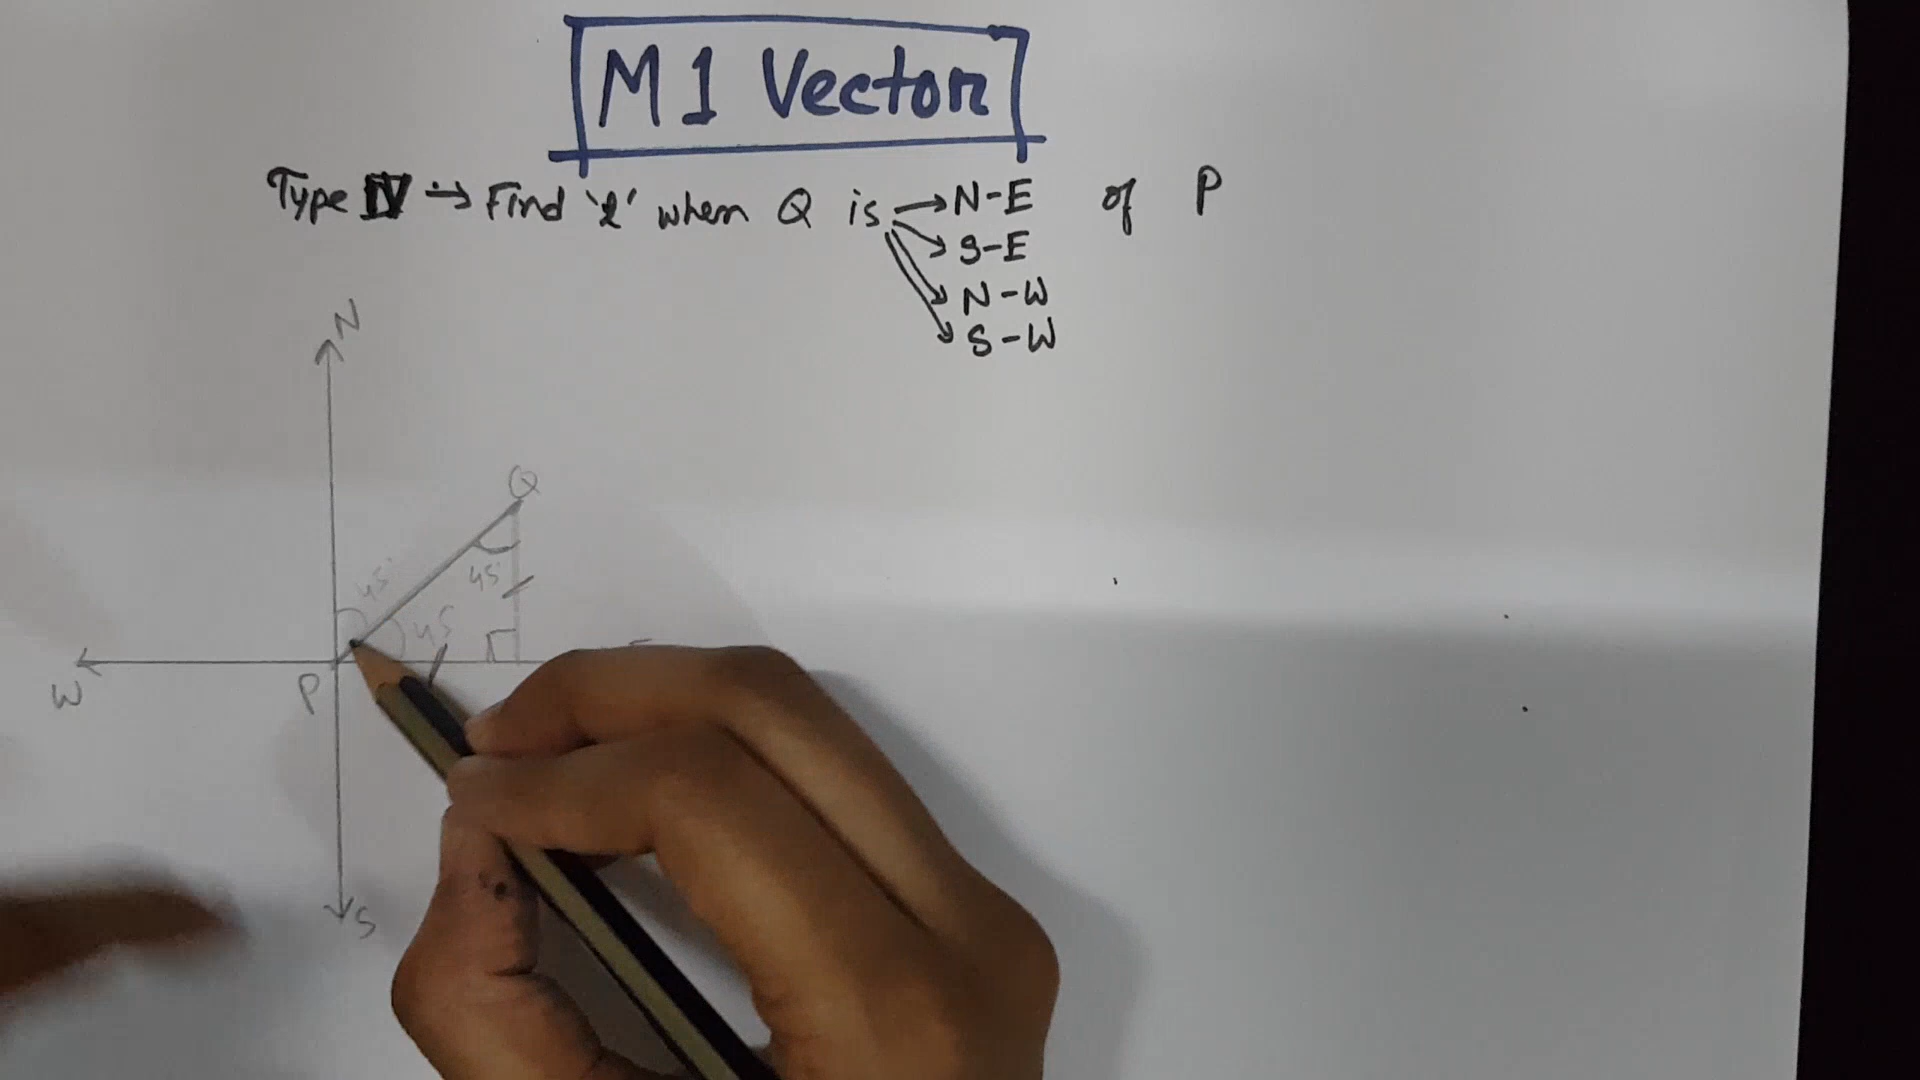 M1 Vector
Type IV → Find 't' when Q is → N-E of P
→ S-E
→ N-W
→ S-W
N
Q
45°
45
45
W
P
S